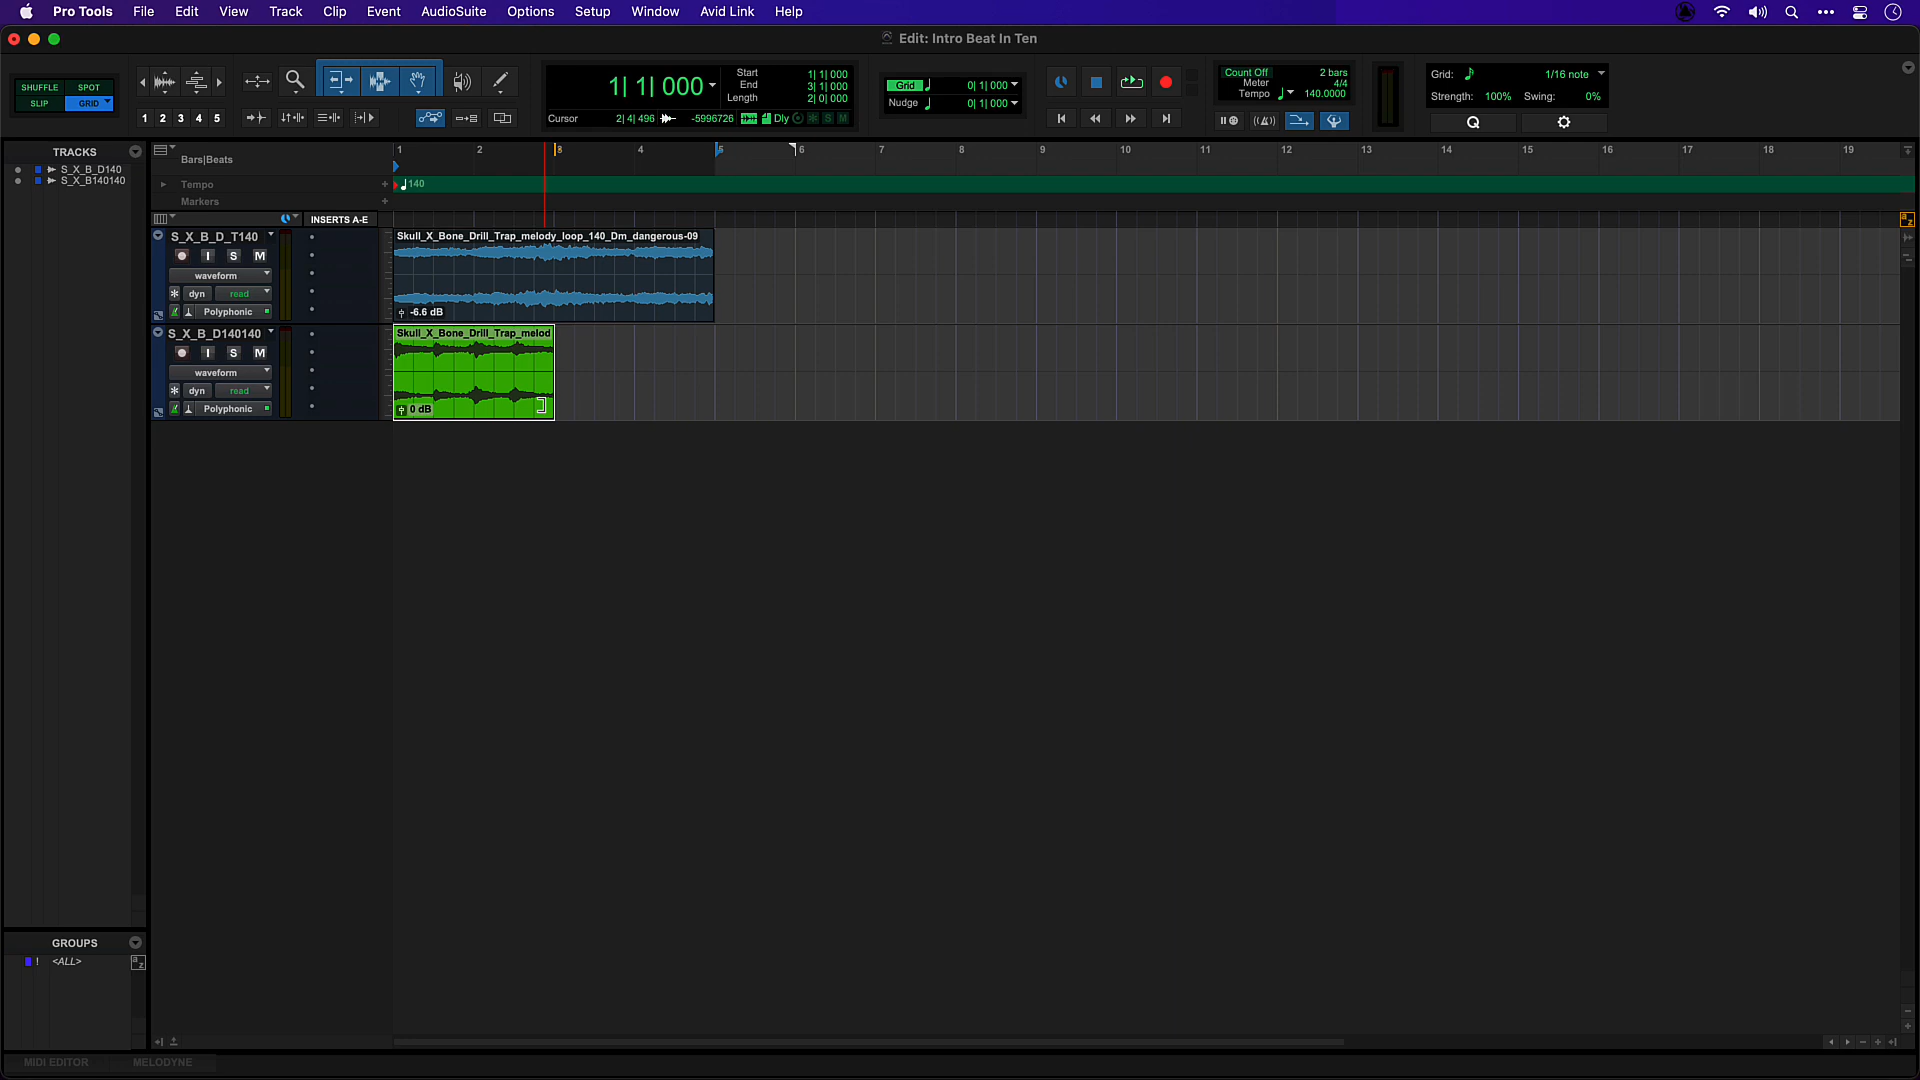 Pro Tools File Edit View Track Clip Event AudioSuite Options Setup Window Avid Link Help
Edit: Intro Beat In Ten
SHUFFLE SPOT
SLIP GRID
1 2 3 4 5
1| 1| 000
Start 1| 1| 000
End 3| 1| 000
Length 2| 0| 000
Cursor 2| 4| 496 -5996726 Dly S M
Grid 0| 1| 000
Nudge 0| 1| 000
Count Off 2 bars
Meter 4/4
Tempo 140.0000
Grid: 1/16 note
Strength: 100% Swing: 0%
Q
TRACKS
S_X_B_D140
S_X_B140140
Bars|Beats
1 2 3 4 5 6 7 8 9 10 11 12 13 14 15 16 17 18 19
Tempo + 140
Markers +
INSERTS A-E
a z
S_X_B_D_T140
I S M
waveform
dyn read
Polyphonic
Skull_X_Bone_Drill_Trap_melody_loop_140_Dm_dangerous-09
-6.6 dB
S_X_B_D140140
I S M
waveform
dyn read
Polyphonic
Skull_X_Bone_Drill_Trap_melod
0 dB
GROUPS
! <ALL>
a z
MIDI EDITOR MELODYNE